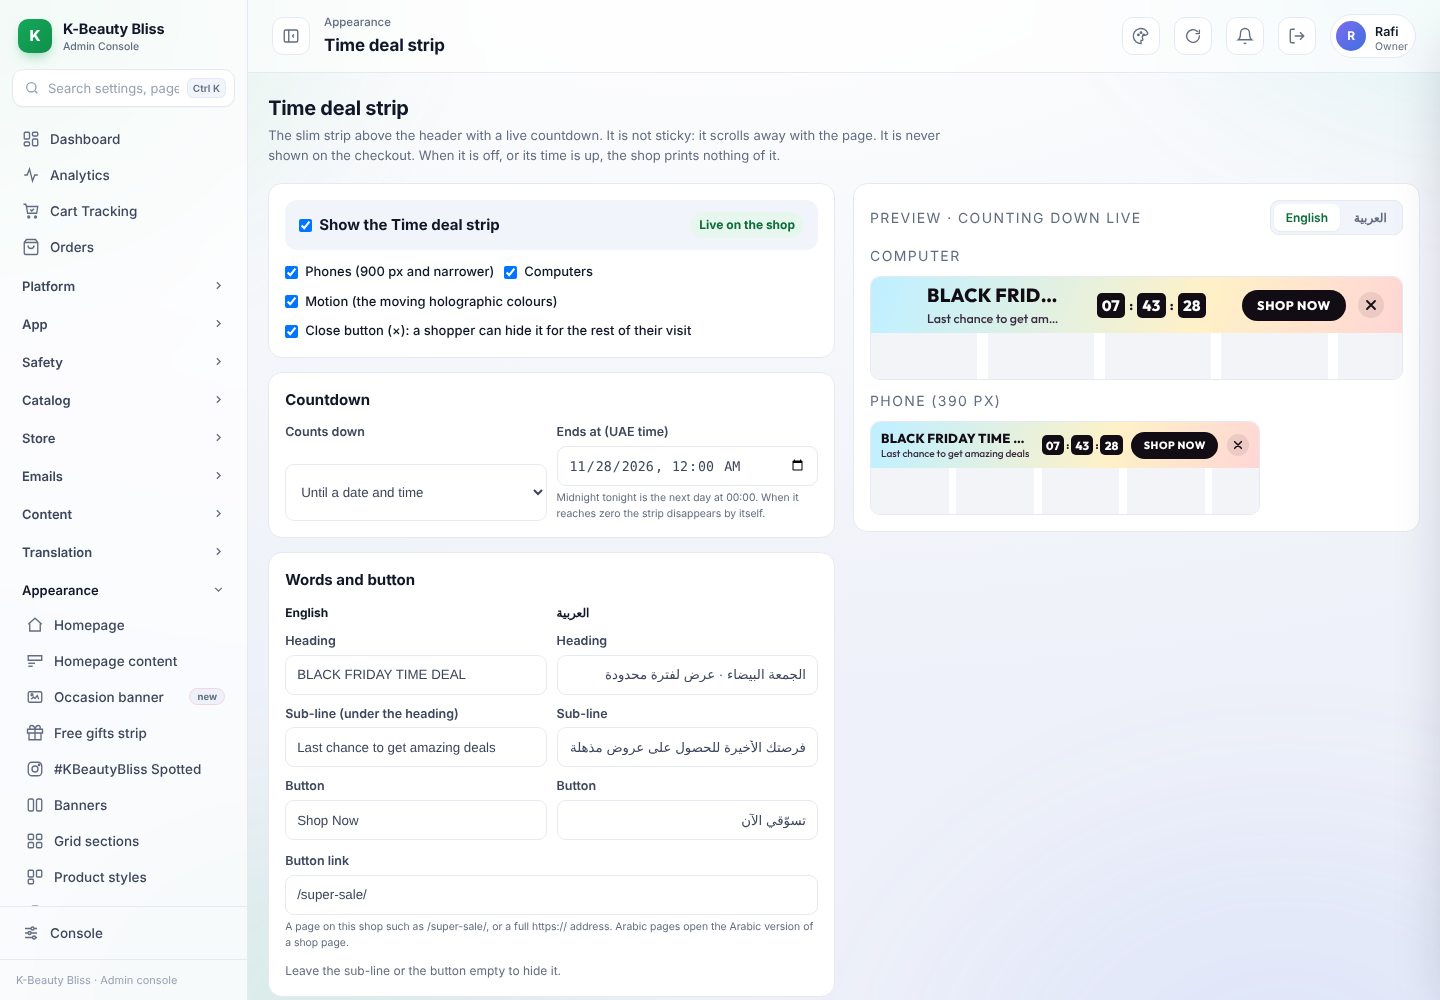 K
K-Beauty Bliss
Admin Console
Search settings, page
Ctrl K
Dashboard
Analytics
Cart Tracking
Orders
Platform
App
Safety
Catalog
Store
Emails
Content
Translation
Appearance
Homepage
Homepage content
Occasion banner
new
Free gifts strip
#KBeautyBliss Spotted
Banners
Grid sections
Product styles
Console
K-Beauty Bliss · Admin console
Appearance
Time deal strip
R
Rafi
Owner
Time deal strip
The slim strip above the header with a live countdown. It is not sticky: it scrolls away with the page. It is never
shown on the checkout. When it is off, or its time is up, the shop prints nothing of it.
Show the Time deal strip
Live on the shop
Phones (900 px and narrower)
Computers
Motion (the moving holographic colours)
Close button (×): a shopper can hide it for the rest of their visit
Countdown
Counts down
Until a date and time
Ends at (UAE time)
11/28/2026, 12:00 AM
Midnight tonight is the next day at 00:00. When it
reaches zero the strip disappears by itself.
Words and button
English
العربية
Heading
Heading
BLACK FRIDAY TIME DEAL
الجمعة البيضاء · عرض لفترة محدودة
Sub-line (under the heading)
Sub-line
Last chance to get amazing deals
فرصتك الأخيرة للحصول على عروض مذهلة
Button
Button
Shop Now
تسوّقي الآن
Button link
/super-sale/
A page on this shop such as /super-sale/, or a full https:// address. Arabic pages open the Arabic version of
a shop page.
Leave the sub-line or the button empty to hide it.
PREVIEW · COUNTING DOWN LIVE
English
العربية
COMPUTER
BLACK FRID...
Last chance to get am...
07 : 43 : 28
SHOP NOW
PHONE (390 PX)
BLACK FRIDAY TIME ...
Last chance to get amazing deals
07 : 43 : 28
SHOP NOW